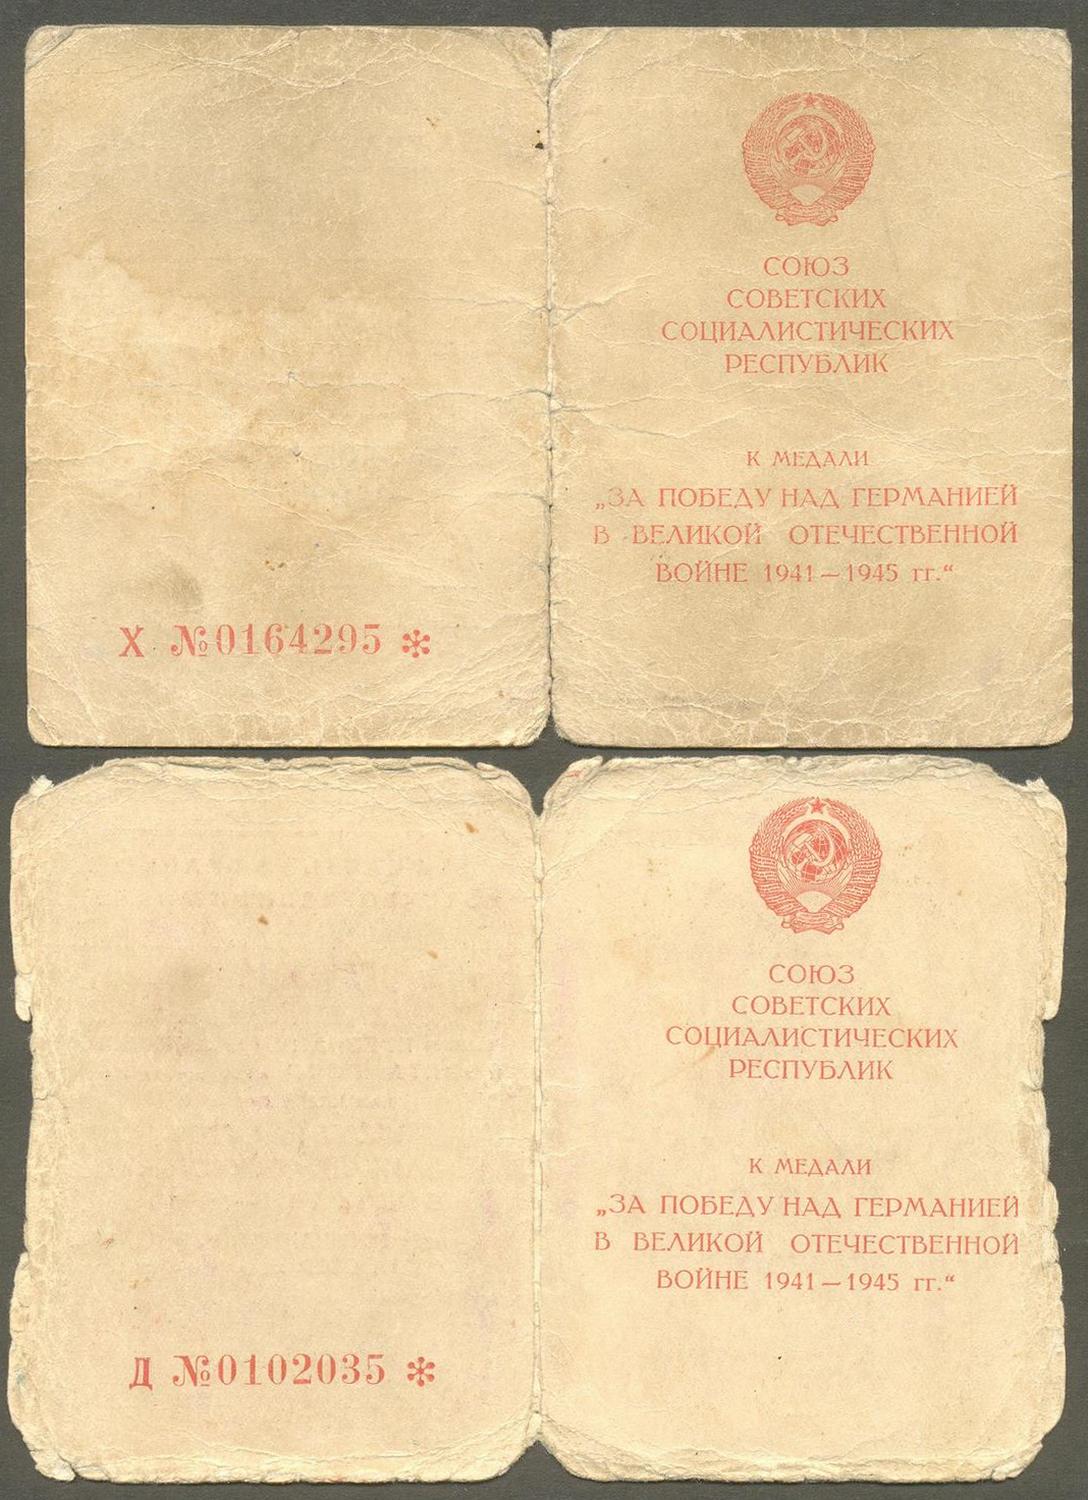 СОЮЗ
СОВЕТСКИХ
СОЦИАЛИСТИЧЕСКИХ
РЕСПУБЛИК
К МЕДАЛИ
„ЗА ПОБЕДУ НАД ГЕРМАНИЕЙ
В ВЕЛИКОЙ ОТЕЧЕСТВЕННОЙ
ВОЙНЕ 1941—1945 гг.“
Х №0164295 *
СОЮЗ
СОВЕТСКИХ
СОЦИАЛИСТИЧЕСКИХ
РЕСПУБЛИК
К МЕДАЛИ
„ЗА ПОБЕДУ НАД ГЕРМАНИЕЙ
В ВЕЛИКОЙ ОТЕЧЕСТВЕННОЙ
ВОЙНЕ 1941—1945 гг.“
Д №0102035 *